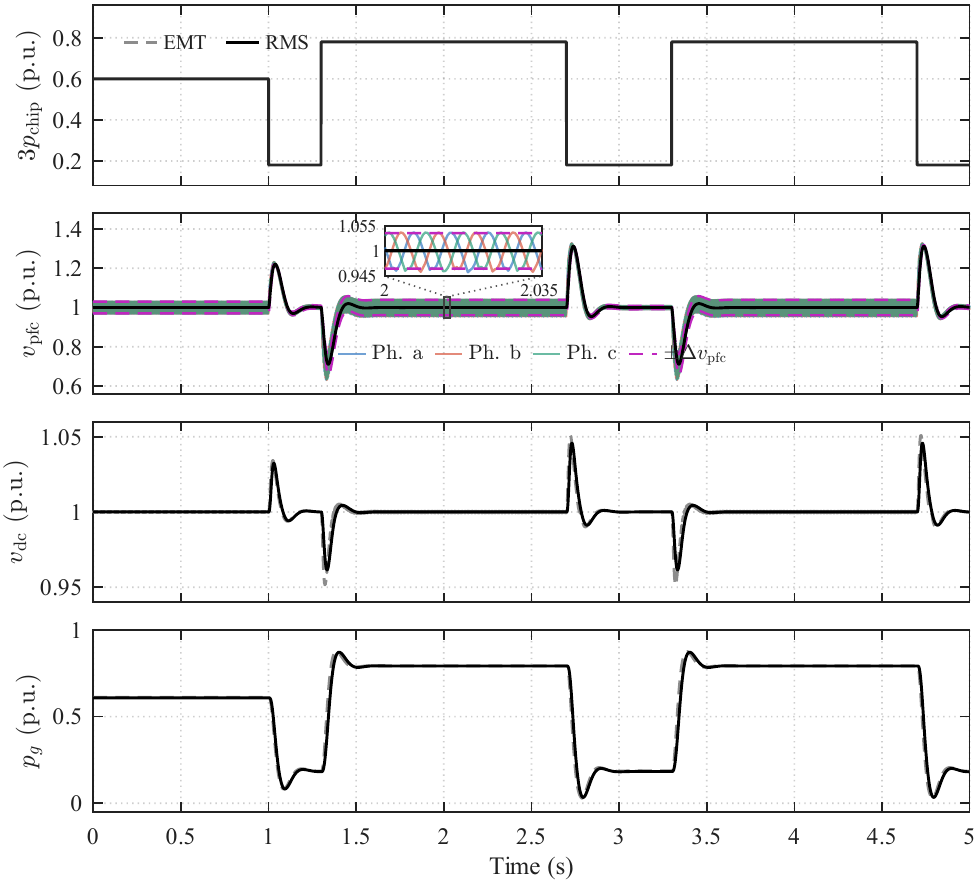 3p_chip (p.u.)
0.8
0.6
0.4
0.2
EMT RMS
v_pfc (p.u.)
1.4
1.2
1
0.8
0.6
1.055
1
0.945
2 2.035
Ph. a Ph. b Ph. c ±Δv_pfc
v_dc (p.u.)
1.05
1
0.95
p_g (p.u.)
1
0.5
0
0 0.5 1 1.5 2 2.5 3 3.5 4 4.5 5
Time (s)